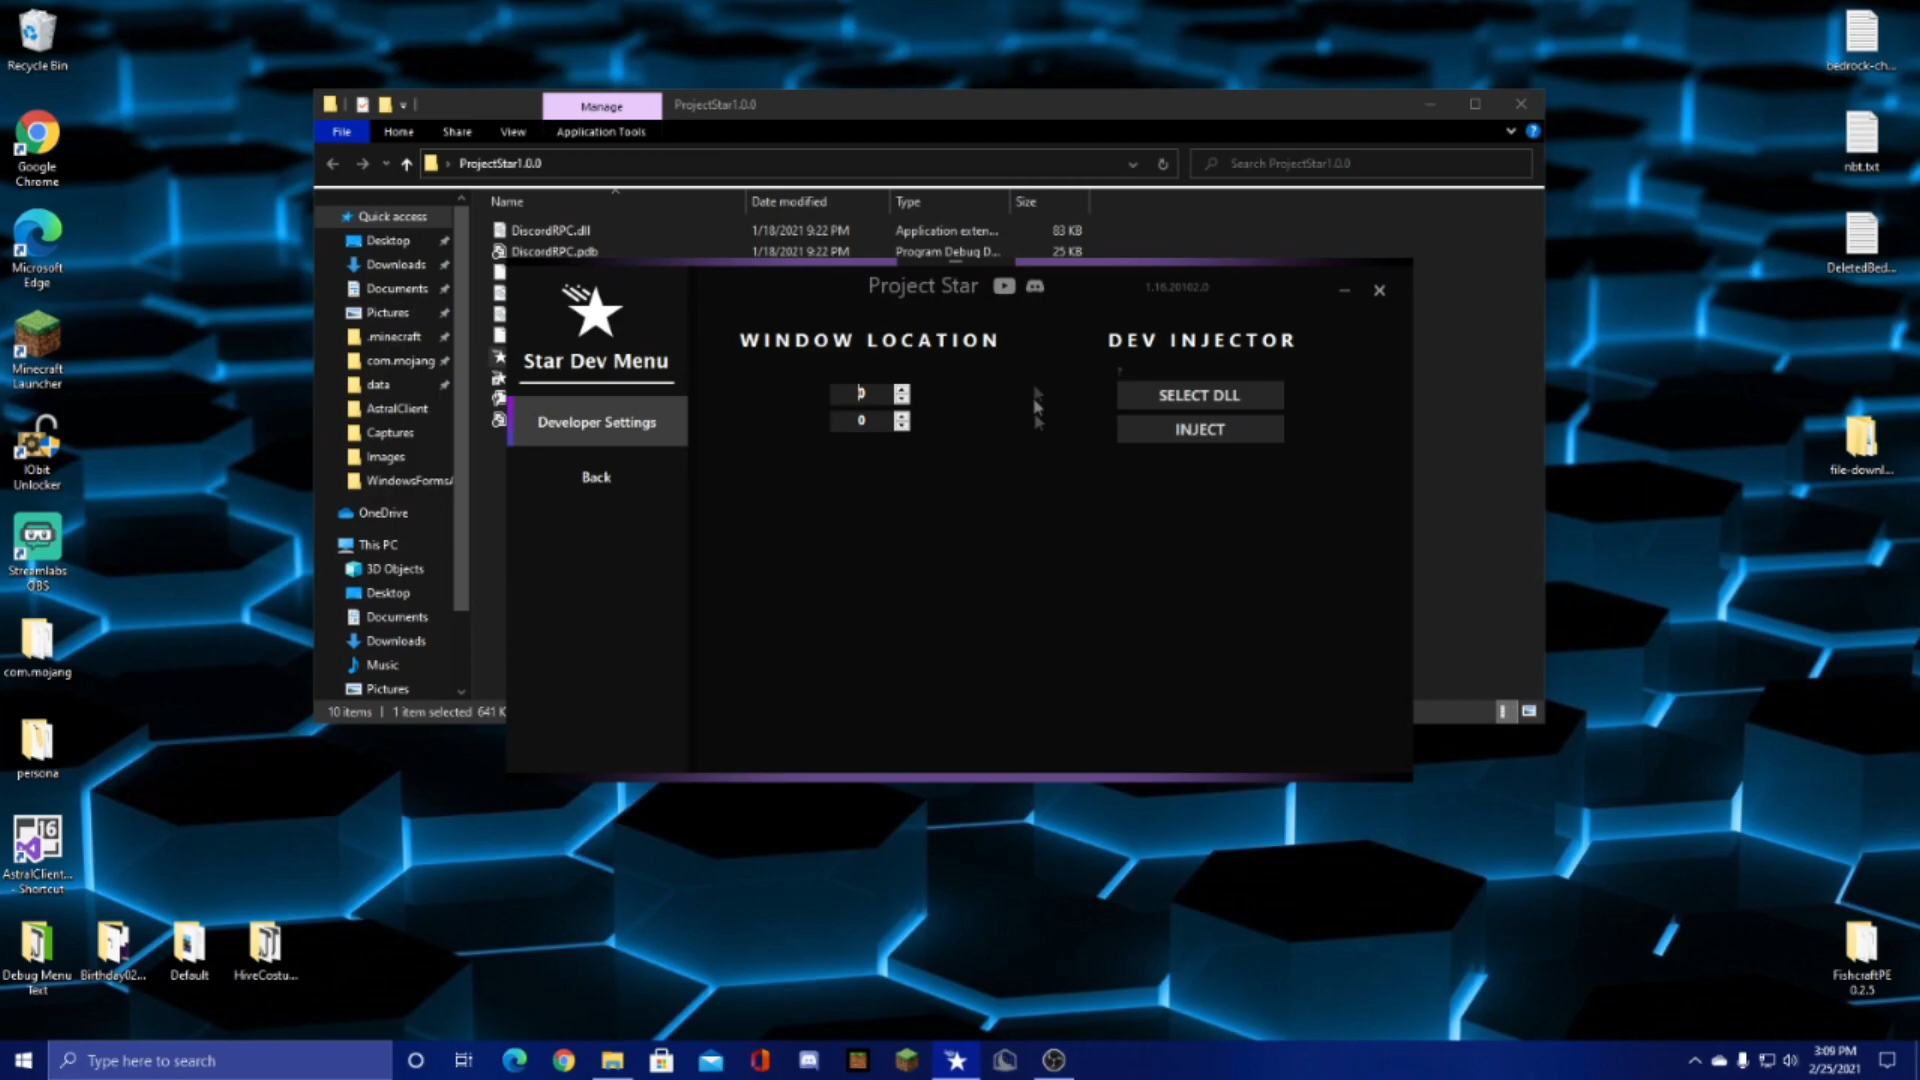 Recycle Bin
Google
Chrome
Microsoft
Edge
Minecraft
Launcher
IObit
Unlocker
Streamlabs
OBS
com.mojang
persona
AstralClient...
- Shortcut
Debug Menu
Text
Birthday02...
Default
HiveCostu...
bedrock-ch...
nbt.txt
DeletedBed...
file-downl...
FishcraftPE
0.2.5
Manage
ProjectStar1.0.0
File
Home
Share
View
Application Tools
ProjectStar1.0.0
Search ProjectStar1.0.0
Name
Date modified
Type
Size
DiscordRPC.dll
1/18/2021 9:22 PM
Application exten...
83 KB
DiscordRPC.pdb
1/18/2021 9:22 PM
Program Debug D...
25 KB
Quick access
Desktop
Downloads
Documents
Pictures
.minecraft
com.mojang
data
AstralClient
Captures
Images
WindowsForms
OneDrive
This PC
3D Objects
Desktop
Documents
Downloads
Music
Pictures
10 items
1 item selected 641 K
Star Dev Menu
Developer Settings
Back
Project Star
1.16.20102.0
WINDOW LOCATION
0
0
DEV INJECTOR
SELECT DLL
INJECT
Type here to search
3:09 PM
2/25/2021